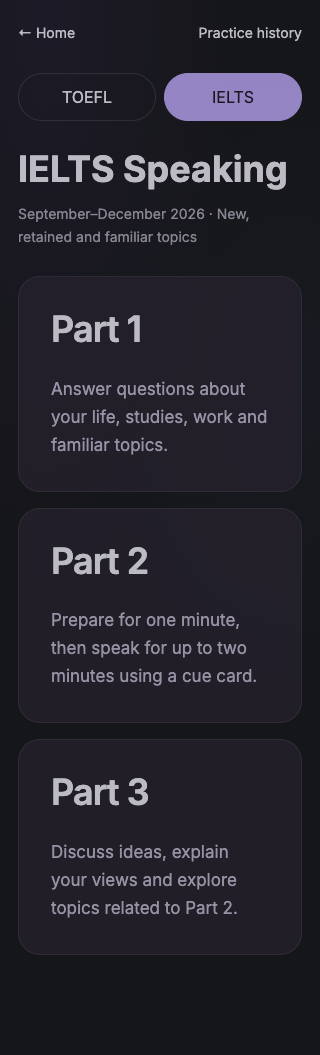 ← Home
Practice history
TOEFL
IELTS
IELTS Speaking
September–December 2026 · New,
retained and familiar topics
Part 1
Answer questions about
your life, studies, work and
familiar topics.
Part 2
Prepare for one minute,
then speak for up to two
minutes using a cue card.
Part 3
Discuss ideas, explain
your views and explore
topics related to Part 2.